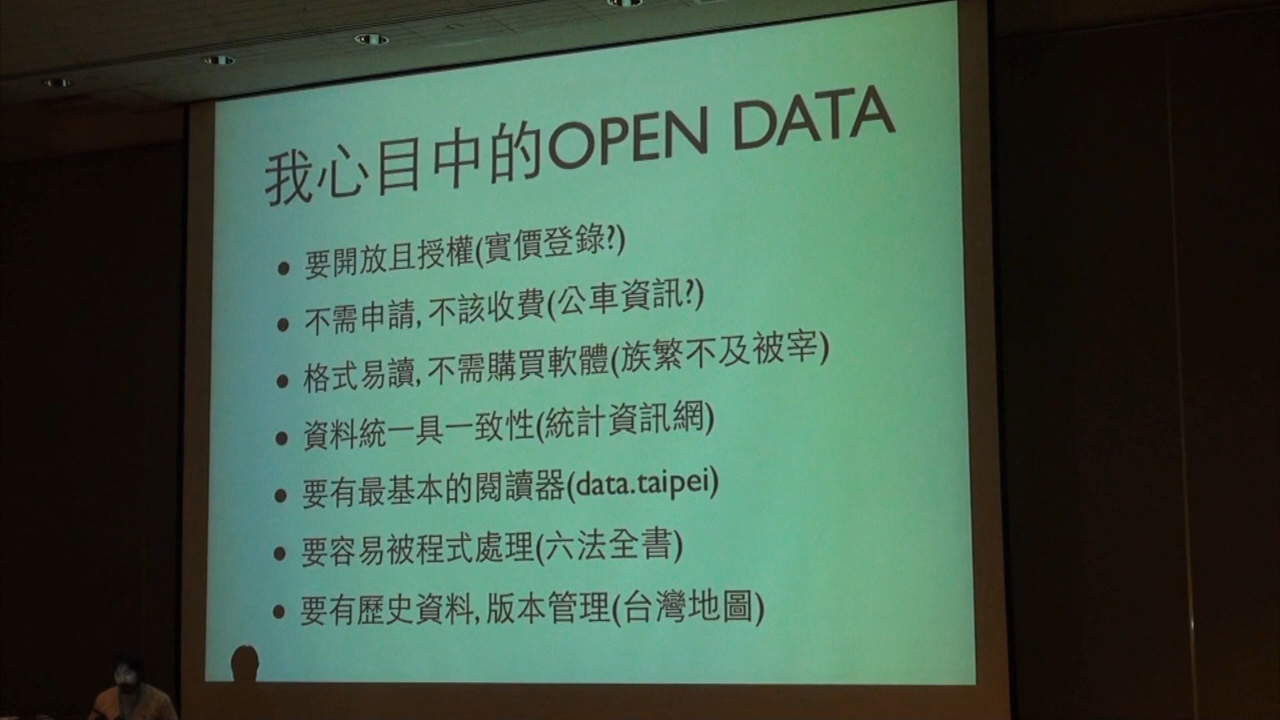 我心目中的OPEN DATA
• 要開放且授權(實價登錄?)
• 不需申請, 不該收費(公車資訊?)
• 格式易讀, 不需購買軟體(族繁不及被宰)
• 資料統一具一致性(統計資訊網)
• 要有最基本的閱讀器(data.taipei)
• 要容易被程式處理(六法全書)
• 要有歷史資料, 版本管理(台灣地圖)